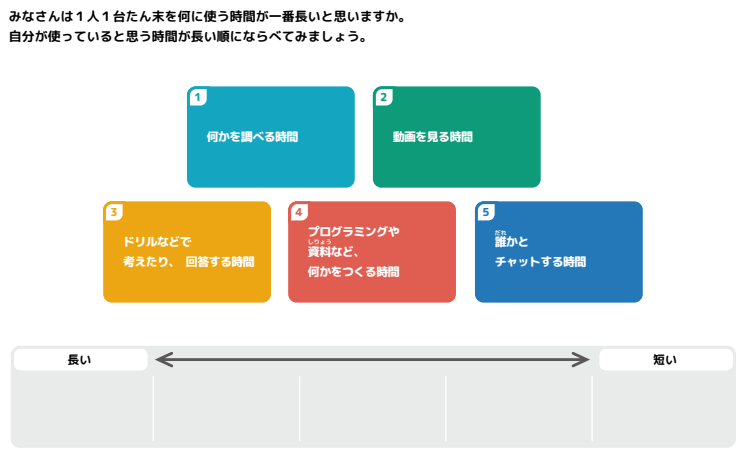 みなさんは１人１台たん末を何に使う時間が一番長いと思いますか。
自分が使っていると思う時間が長い順にならべてみましょう。
1
何かを調べる時間
2
動画を見る時間
3
ドリルなどで
考えたり、 回答する時間
4
プログラミングや
しりょう
資料など、
何かをつくる時間
5
だれ
誰かと
チャットする時間
長い
短い